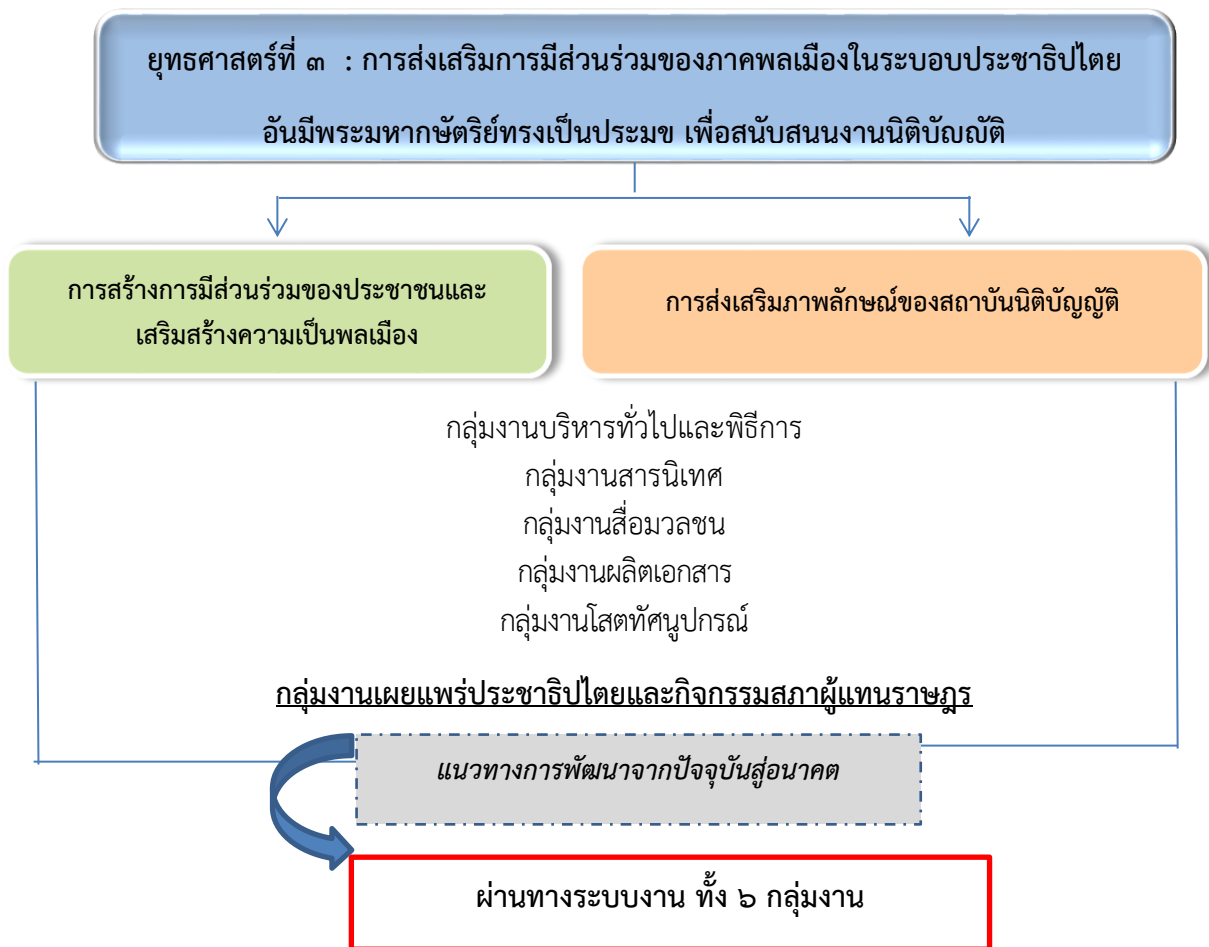 ยุทธศาสตร์ที่ ๓ : การส่งเสริมการมีส่วนร่วมของภาคพลเมืองในระบอบประชาธิปไตย
อันมีพระมหากษัตริย์ทรงเป็นประมุข เพื่อสนับสนุนงานนิติบัญญัติ
การสร้างการมีส่วนร่วมของประชาชนและ
เสริมสร้างความเป็นพลเมือง
การส่งเสริมภาพลักษณ์ของสถาบันนิติบัญญัติ
กลุ่มงานบริหารทั่วไปและพิธีการ
กลุ่มงานสารนิเทศ
กลุ่มงานสื่อมวลชน
กลุ่มงานผลิตเอกสาร
กลุ่มงานโสตทัศนูปกรณ์
กลุ่มงานเผยแพร่ประชาธิปไตยและกิจกรรมสภาผู้แทนราษฎร
แนวทางการพัฒนาจากปัจจุบันสู่อนาคต
ผ่านทางระบบงาน ทั้ง ๖ กลุ่มงาน